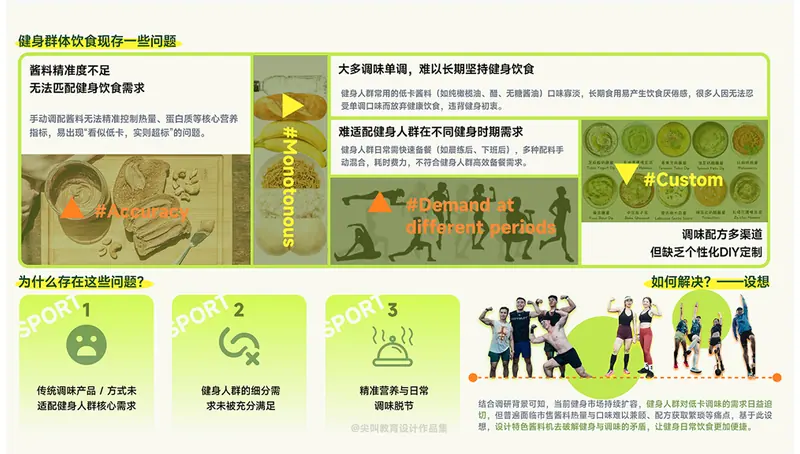 健身群体饮食现存一些问题
酱料精准度不足
无法匹配健身饮食需求
手动调配酱料无法精准控制热量、蛋白质等核心营养
指标，易出现“看似低卡，实则超标”的问题。
#Accuracy
#Monotonous
大多调味单调，难以长期坚持健身饮食
健身人群常用的低卡酱料（如纯橄榄油、醋、无糖酱油）口味寡淡，长期食用易产生饮食厌倦感，很多人因无法忍
受单调口味而放弃健康饮食，违背健身初衷。
难适配健身人群在不同健身时期需求
健身人群日常需快速备餐（如晨练后、下班后），多种配料手
动混合，耗时费力，不符合健身人群高效备餐需求。
#Demand at
different periods
#Custom
调味配方多渠道
但缺乏个性化DIY定制
为什么存在这些问题？
SPORT
1
传统调味产品 / 方式未
适配健身人群核心需求
SPORT
2
健身人群的细分需
求未被充分满足
SPORT
3
精准营养与日常
调味脱节
如何解决？——设想
结合调研背景可知，当前健身市场持续扩容，健身人群对低卡调味的需求日益迫
切，但普遍面临市售酱料热量与口味难以兼顾、配方获取繁琐等痛点，基于此设
想，设计特色酱料机去破解健身与调味的矛盾，让健身日常饮食更加便捷。
@尖叫教育设计作品集